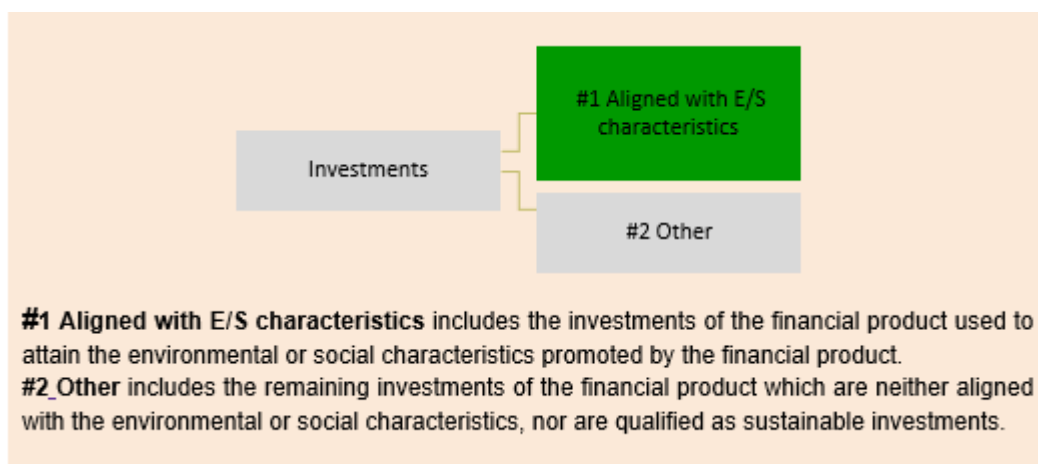 #1 Aligned with E/S
characteristics
Investments
#2 Other
#1 Aligned with E/S characteristics includes the investments of the financial product used to
attain the environmental or social characteristics promoted by the financial product.
#2 Other includes the remaining investments of the financial product which are neither aligned
with the environmental or social characteristics, nor are qualified as sustainable investments.